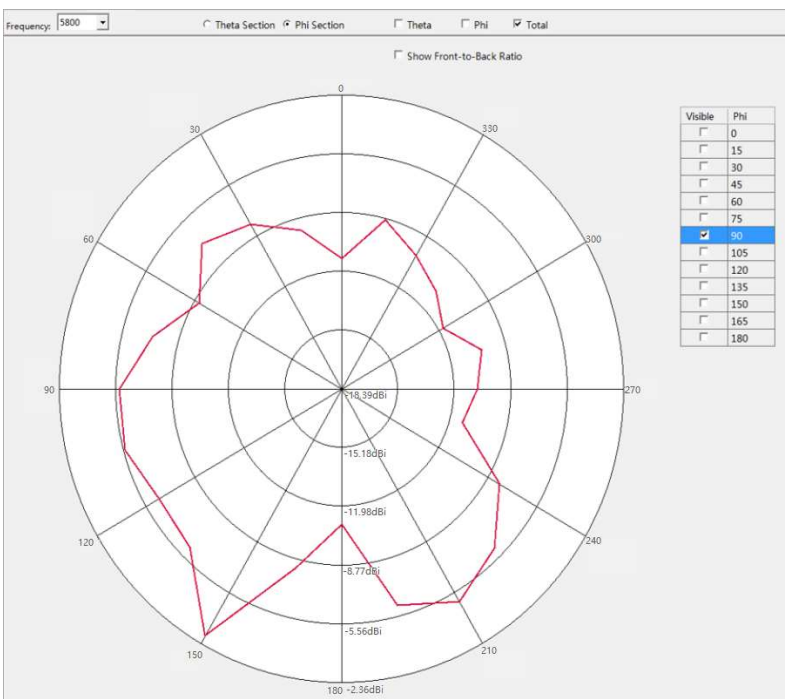 Frequency: 5800 Theta Section Phi Section Theta Phi Total
Show Front-to-Back Ratio
Visible Phi
0
15
30
45
60
75
90
105
120
135
150
165
180
0
30
330
60
300
90
270
120
240
150
210
180
-18.39dBi
-15.18dBi
-11.98dBi
-8.77dBi
-5.56dBi
-2.36dBi